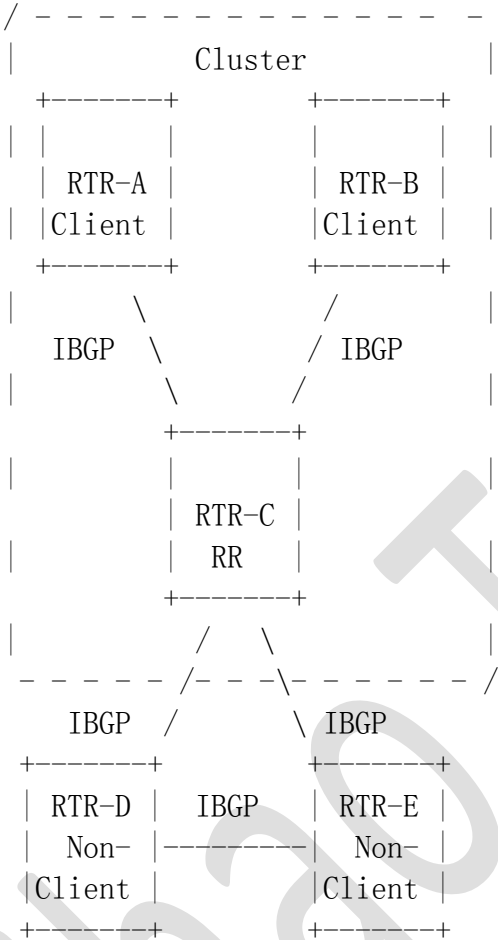 Cluster
RTR-A RTR-B
Client Client
IBGP IBGP
RTR-C
RR
IBGP IBGP
RTR-D IBGP RTR-E
Non- Non-
Client Client